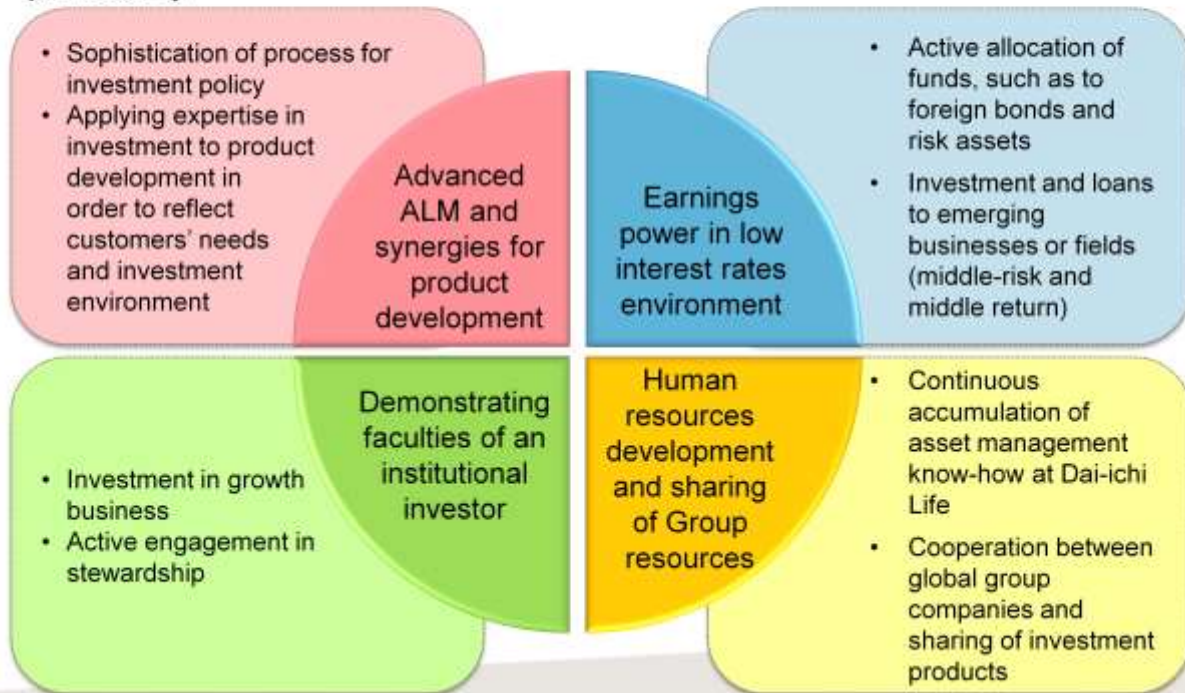 • Sophistication of process for
investment policy
• Applying expertise in
investment to product
development in
order to reflect
customers' needs
and investment
environment
Advanced
ALM and
synergies for
product
development
Earnings
power in low
interest rates
environment
• Active allocation of
funds, such as to
foreign bonds and
risk assets
• Investment and loans
to emerging
businesses or fields
(middle-risk and
middle return)
• Investment in growth
business
• Active engagement in
stewardship
Demonstrating
faculties of an
institutional
investor
Human
resources
development
and sharing
of Group
resources
• Continuous
accumulation of
asset management
know-how at Dai-ichi
Life
• Cooperation between
global group
companies and
sharing of investment
products